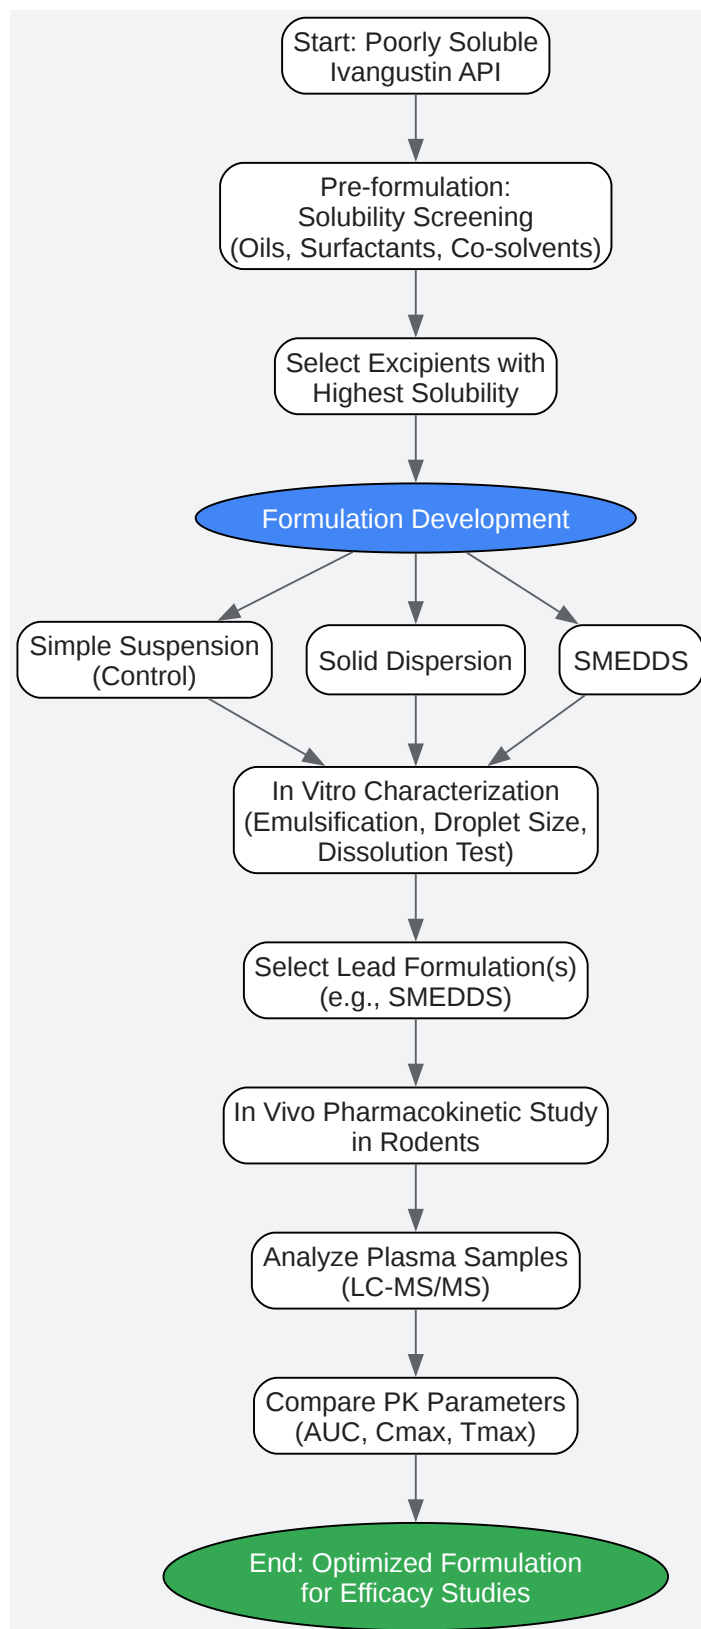 Start: Poorly Soluble
Ivangustin API
Pre-formulation:
Solubility Screening
(Oils, Surfactants, Co-solvents)
Select Excipients with
Highest Solubility
Formulation Development
Simple Suspension
(Control)
Solid Dispersion
SMEDDS
In Vitro Characterization
(Emulsification, Droplet Size,
Dissolution Test)
Select Lead Formulation(s)
(e.g., SMEDDS)
In Vivo Pharmacokinetic Study
in Rodents
Analyze Plasma Samples
(LC-MS/MS)
Compare PK Parameters
(AUC, Cmax, Tmax)
End: Optimized Formulation
for Efficacy Studies